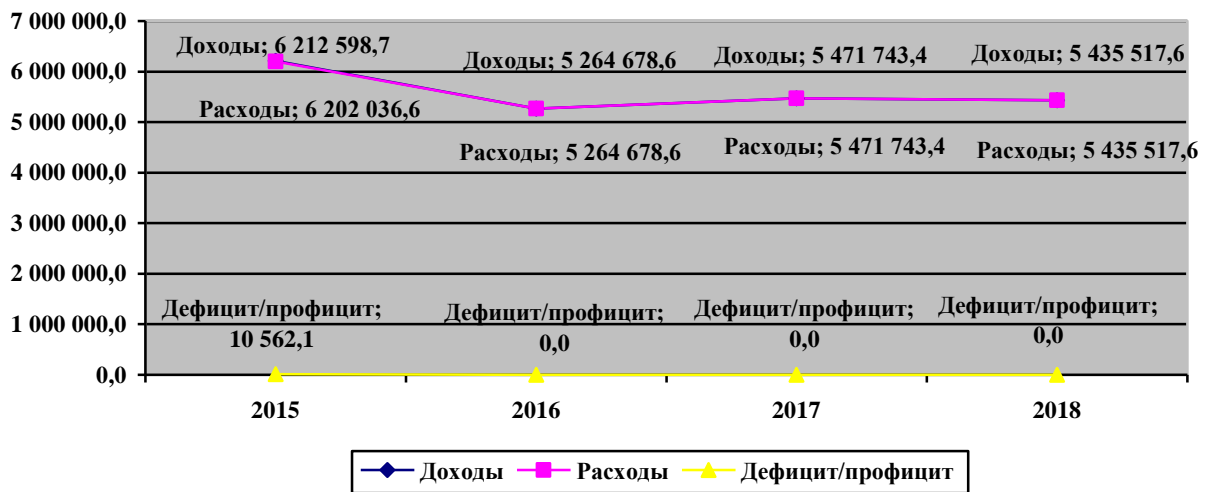 7 000 000,0
6 000 000,0
5 000 000,0
4 000 000,0
3 000 000,0
2 000 000,0
1 000 000,0
0,0
Доходы; 6 212 598,7
Доходы; 5 264 678,6
Доходы; 5 471 743,4
Доходы; 5 435 517,6
Расходы; 6 202 036,6
Расходы; 5 264 678,6
Расходы; 5 471 743,4
Расходы; 5 435 517,6
Дефицит/профицит;
10 562,1
Дефицит/профицит;
0,0
Дефицит/профицит;
0,0
Дефицит/профицит;
0,0
2015
2016
2017
2018
Доходы
Расходы
Дефицит/профицит